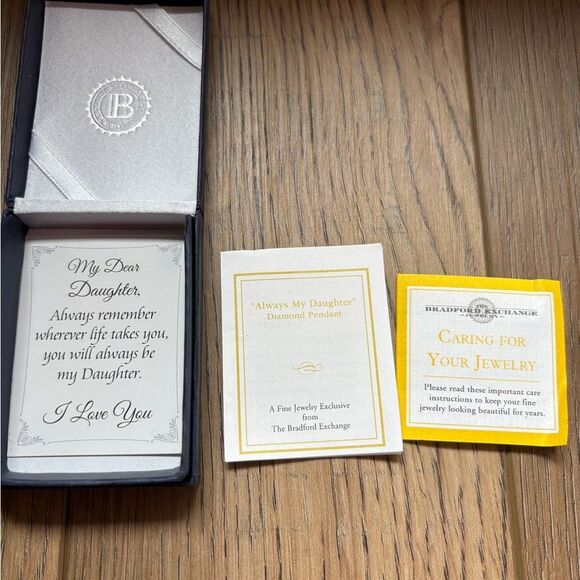 B
My Dear
Daughter,
Always remember
wherever life takes you,
you will always be
my Daughter.
I Love You
"Always My Daughter"
Diamond Pendant
A Fine Jewelry Exclusive
from
The Bradford Exchange
THE
BRADFORD EXCHANGE
JEWELRY
CARING FOR
YOUR JEWELRY
Please read these important care
instructions to keep your fine
jewelry looking beautiful for years.